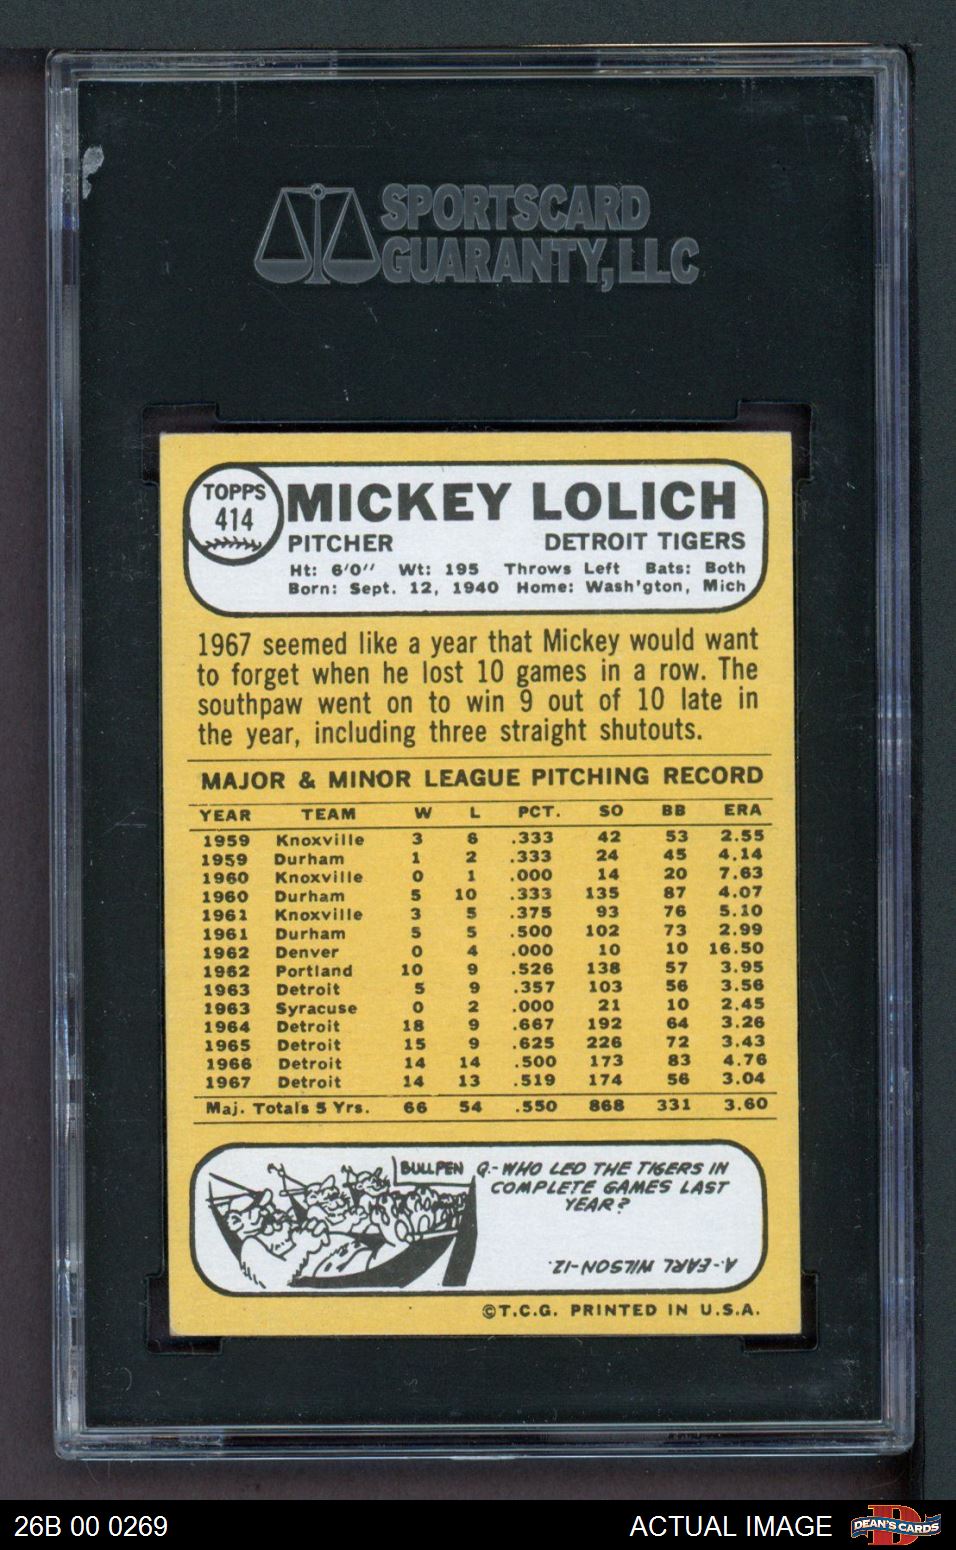 SPORTSCARD
GUARANTY, LLC
TOPPS
414
MICKEY LOLICH
PITCHER DETROIT TIGERS
Ht: 6'0'' Wt: 195 Throws Left Bats: Both
Born: Sept. 12, 1940 Home: Wash'gton, Mich
1967 seemed like a year that Mickey would want
to forget when he lost 10 games in a row. The
southpaw went on to win 9 out of 10 late in
the year, including three straight shutouts.
MAJOR & MINOR LEAGUE PITCHING RECORD
YEAR TEAM W L PCT. SO BB ERA
1959 Knoxville 3 6 .333 42 53 2.55
1959 Durham 1 2 .333 24 45 4.14
1960 Knoxville 0 1 .000 14 20 7.63
1960 Durham 5 10 .333 135 87 4.07
1961 Knoxville 3 5 .375 93 76 5.10
1961 Durham 5 5 .500 102 73 2.99
1962 Denver 0 4 .000 10 10 16.50
1962 Portland 10 9 .526 138 57 3.95
1963 Detroit 5 9 .357 103 56 3.56
1963 Syracuse 0 2 .000 21 10 2.45
1964 Detroit 18 9 .667 192 64 3.26
1965 Detroit 15 9 .625 226 72 3.43
1966 Detroit 14 14 .500 173 83 4.76
1967 Detroit 14 13 .519 174 56 3.04
Maj. Totals 5 Yrs. 66 54 .550 868 331 3.60
BULLPEN
Q.- WHO LED THE TIGERS IN
COMPLETE GAMES LAST
YEAR?
A.- EARL WILSON-12.
©T.C.G. PRINTED IN U.S.A.
26B 00 0269
ACTUAL IMAGE
DEAN'S CARDS